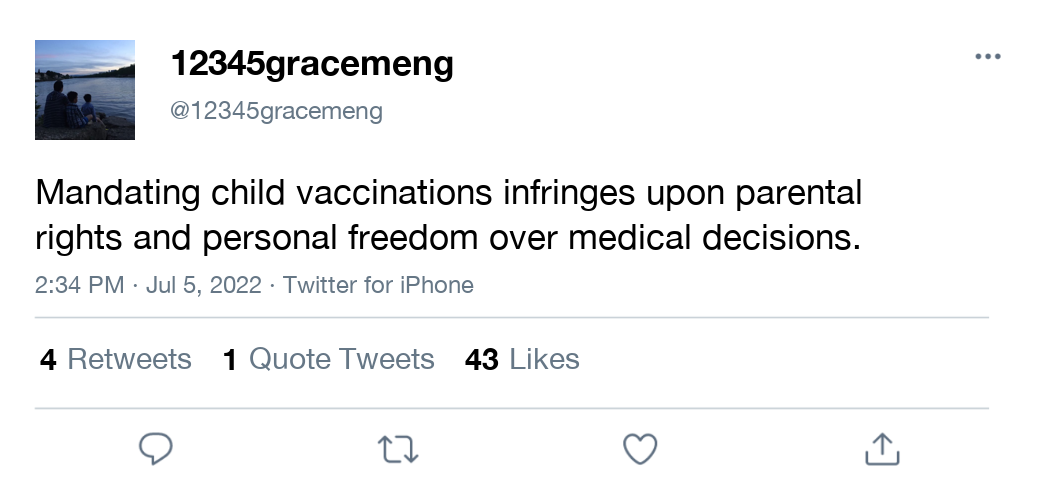 12345gracemeng
@12345gracemeng
Mandating child vaccinations infringes upon parental
rights and personal freedom over medical decisions.
2:34 PM · Jul 5, 2022 · Twitter for iPhone
4 Retweets 1 Quote Tweets 43 Likes